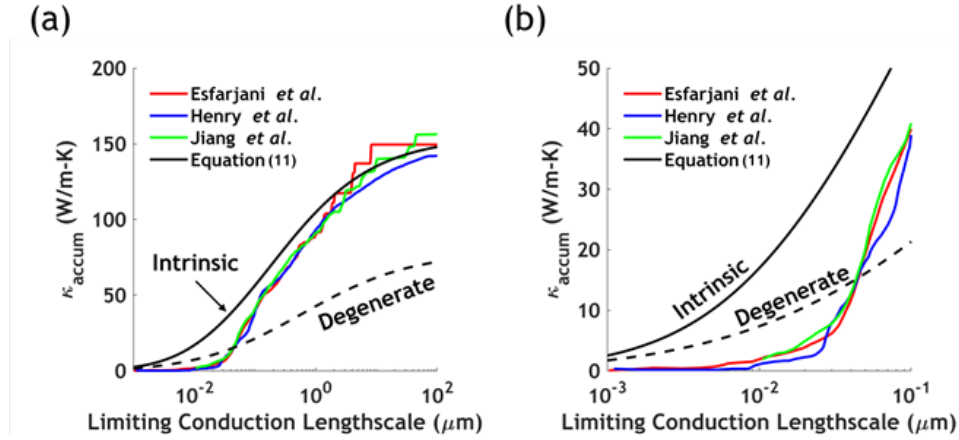 (a)
200
150
100
50
0
κaccum (W/m-K)
Esfarjani et al.
Henry et al.
Jiang et al.
Equation (11)
Intrinsic
Degenerate
10-2
100
102
Limiting Conduction Lengthscale (μm)
(b)
50
40
30
20
10
0
κaccum (W/m-K)
Esfarjani et al.
Henry et al.
Jiang et al.
Equation (11)
Intrinsic
Degenerate
10-3
10-2
10-1
Limiting Conduction Lengthscale (μm)